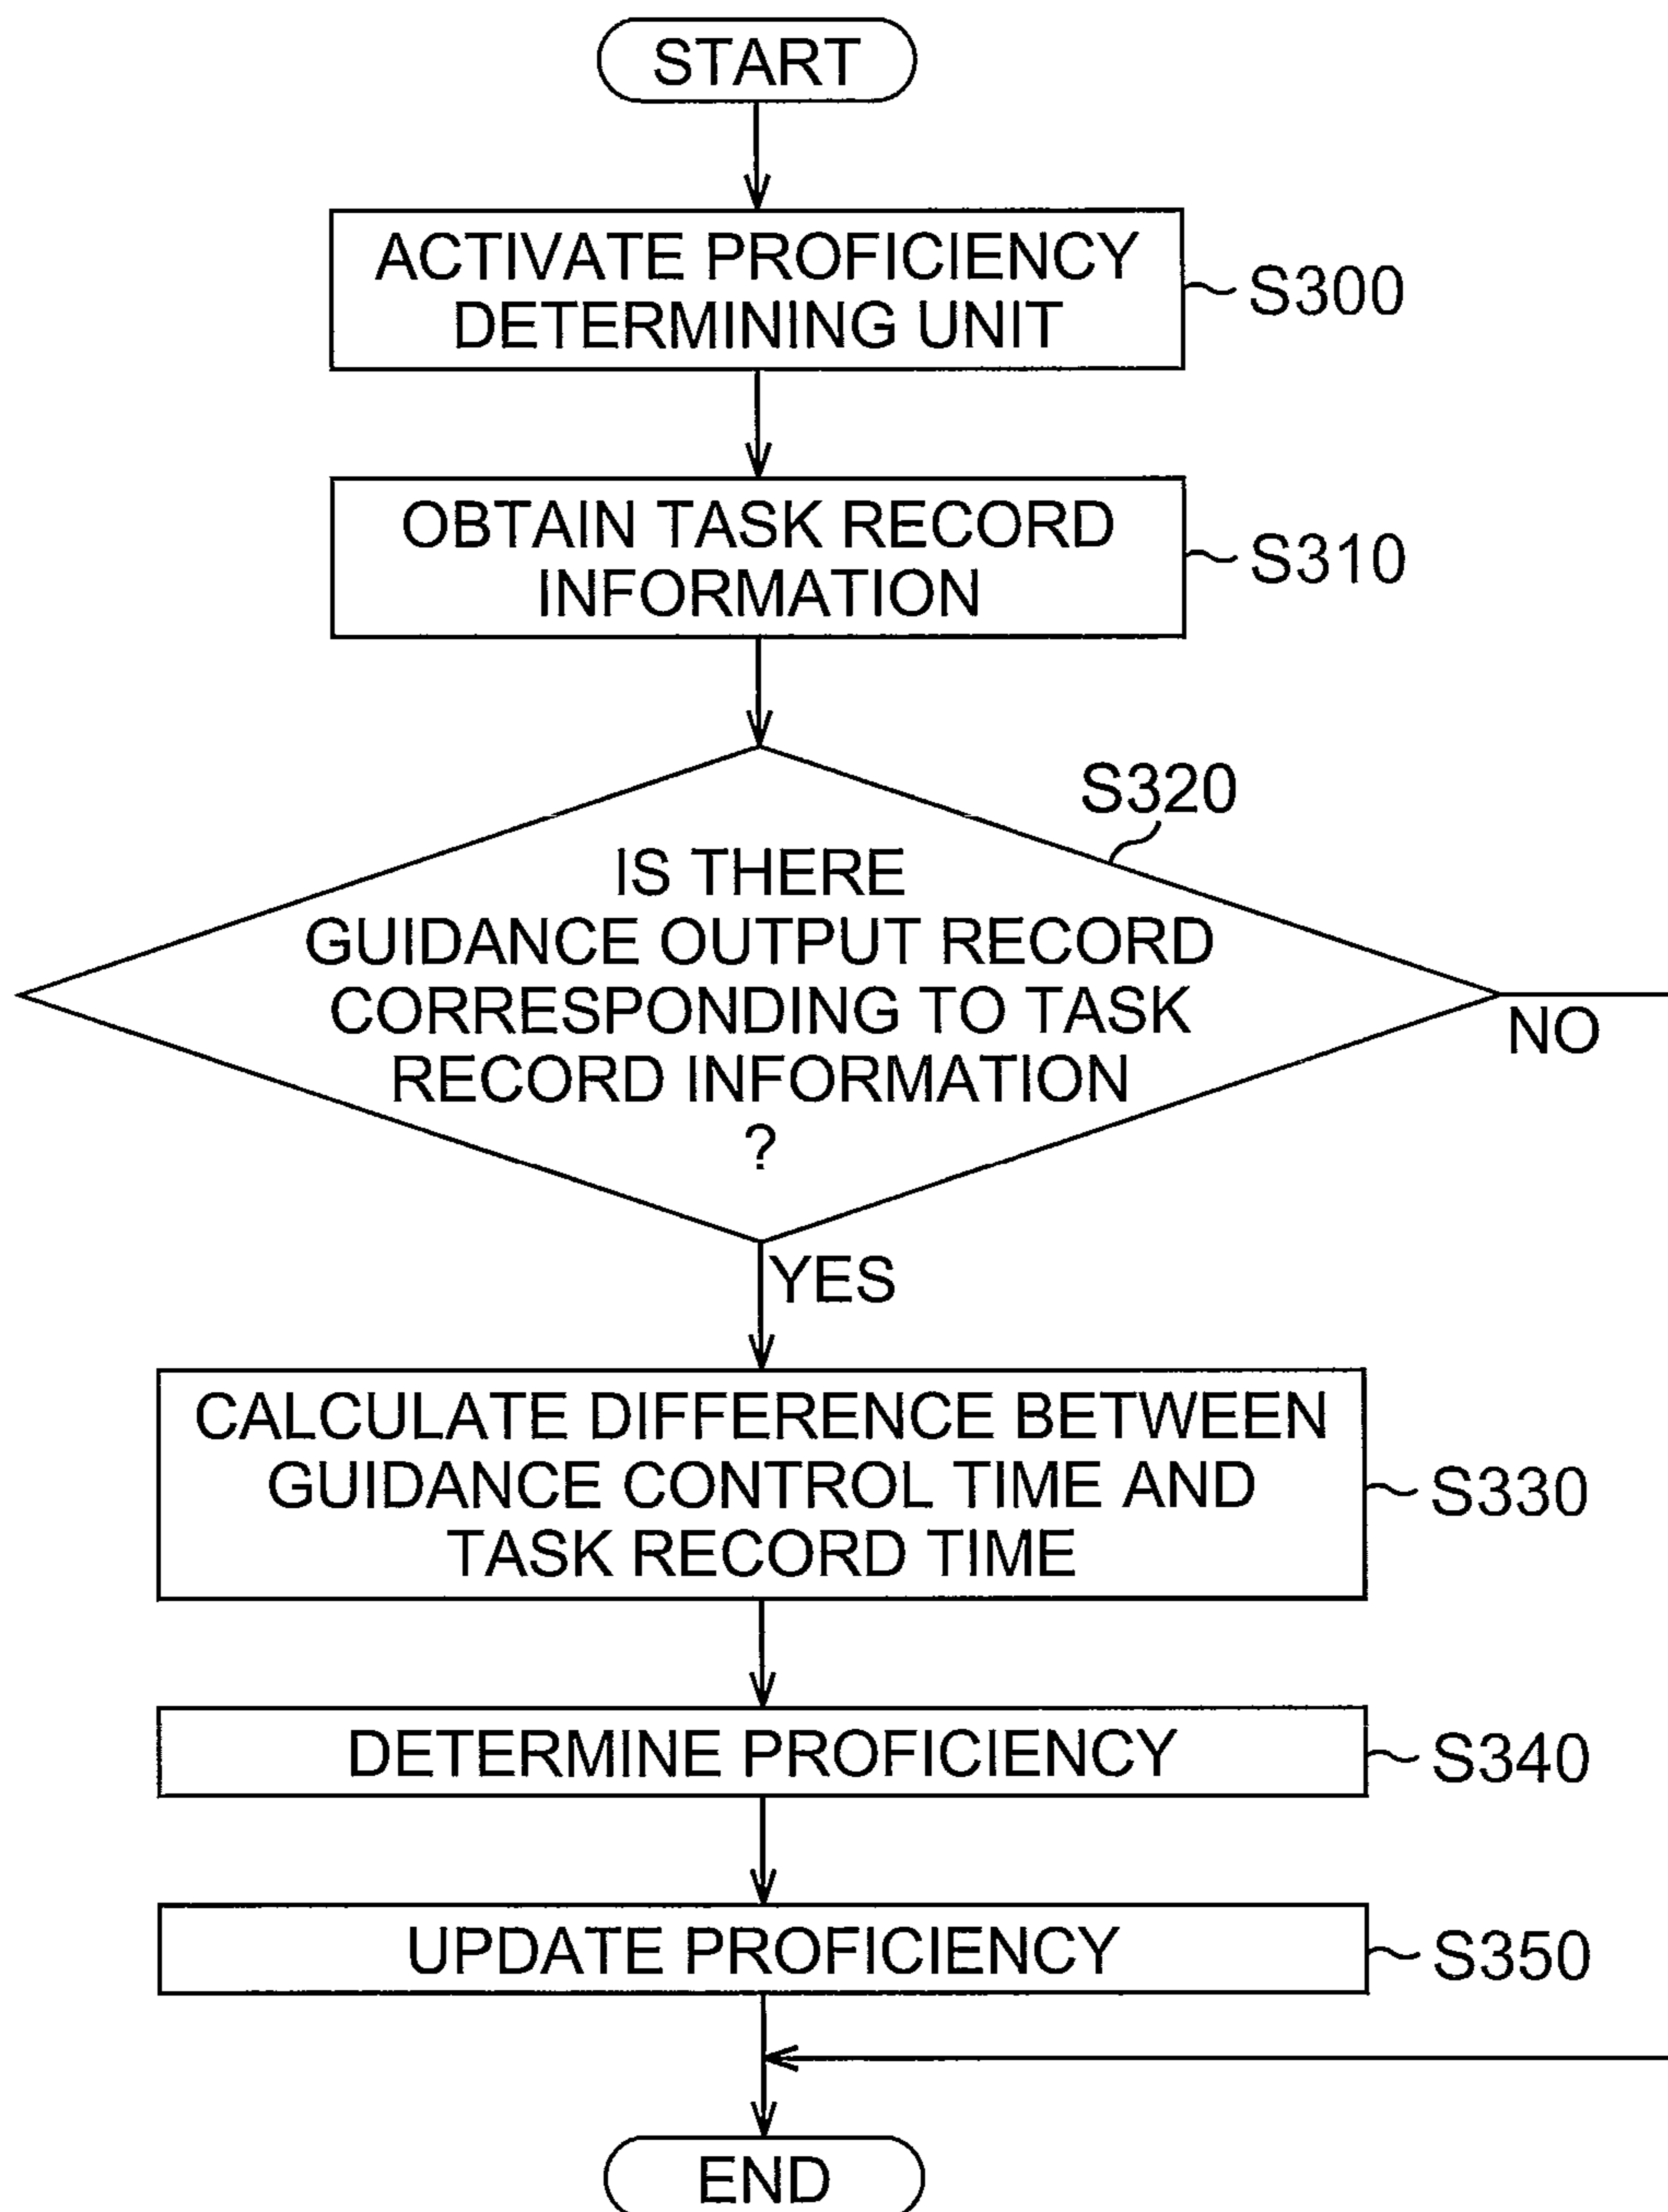 START
ACTIVATE PROFICIENCY
DETERMINING UNIT
S300
OBTAIN TASK RECORD
INFORMATION
S310
S320
IS THERE
GUIDANCE OUTPUT RECORD
CORRESPONDING TO TASK
RECORD INFORMATION
?
NO
YES
CALCULATE DIFFERENCE BETWEEN
GUIDANCE CONTROL TIME AND
TASK RECORD TIME
S330
DETERMINE PROFICIENCY
S340
UPDATE PROFICIENCY
S350
END